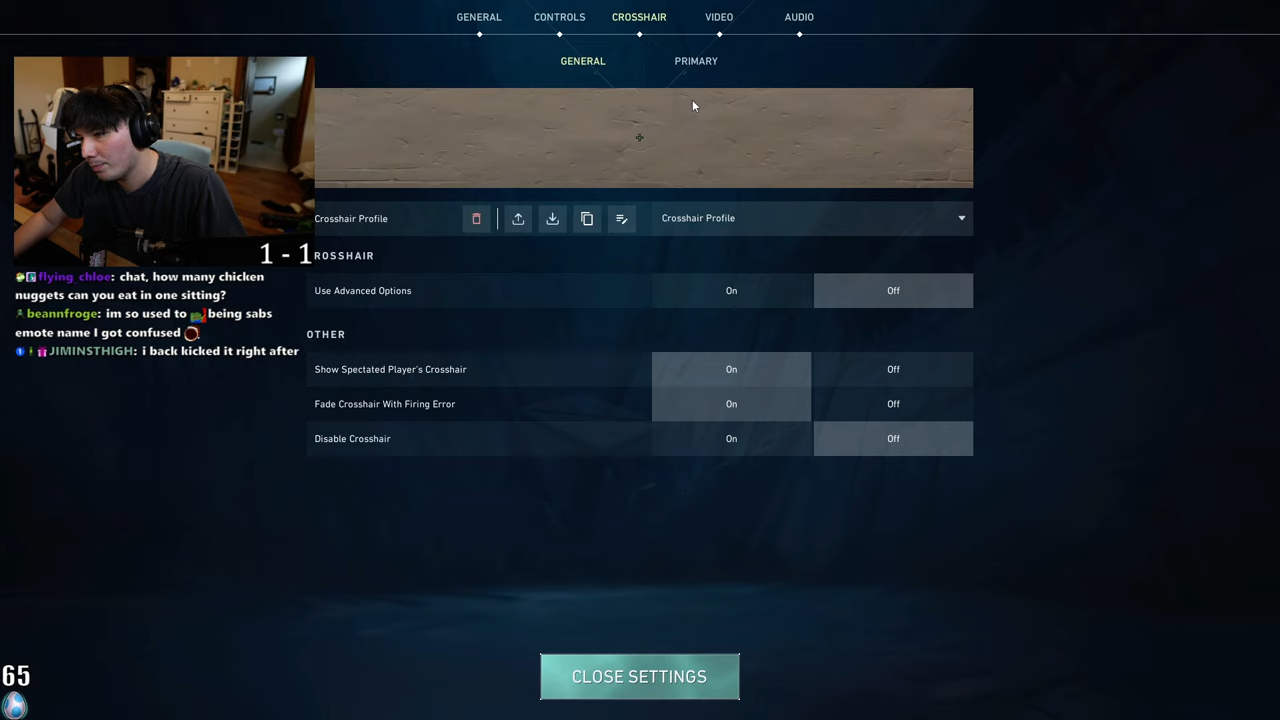 GENERAL CONTROLS CROSSHAIR VIDEO AUDIO
GENERAL PRIMARY
Crosshair Profile Crosshair Profile
1 - 1
ROSSHAIR
flying_chloe: chat, how many chicken
nuggets can you eat in one sitting?
beannfroge: im so used to being sabs
emote name I got confused
JIMINSTHIGH: i back kicked it right after
Use Advanced Options On Off
OTHER
Show Spectated Player's Crosshair On Off
Fade Crosshair With Firing Error On Off
Disable Crosshair On Off
65
CLOSE SETTINGS